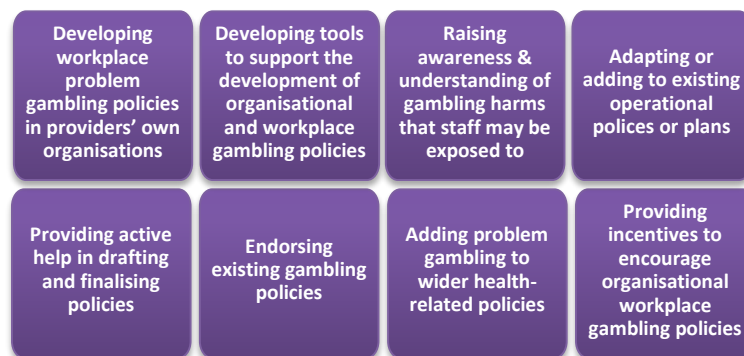 Developing
workplace
problem
gambling policies
in providers' own
organisations
Developing tools
to support the
development of
organisational
and workplace
gambling policies
Raising
awareness &
understanding of
gambling harms
that staff may be
exposed to
Adapting or
adding to existing
operational
polices or plans
Providing active
help in drafting
and finalising
policies
Endorsing
existing gambling
policies
Adding problem
gambling to
wider health-
related policies
Providing
incentives to
encourage
organisational
workplace
gambling policies